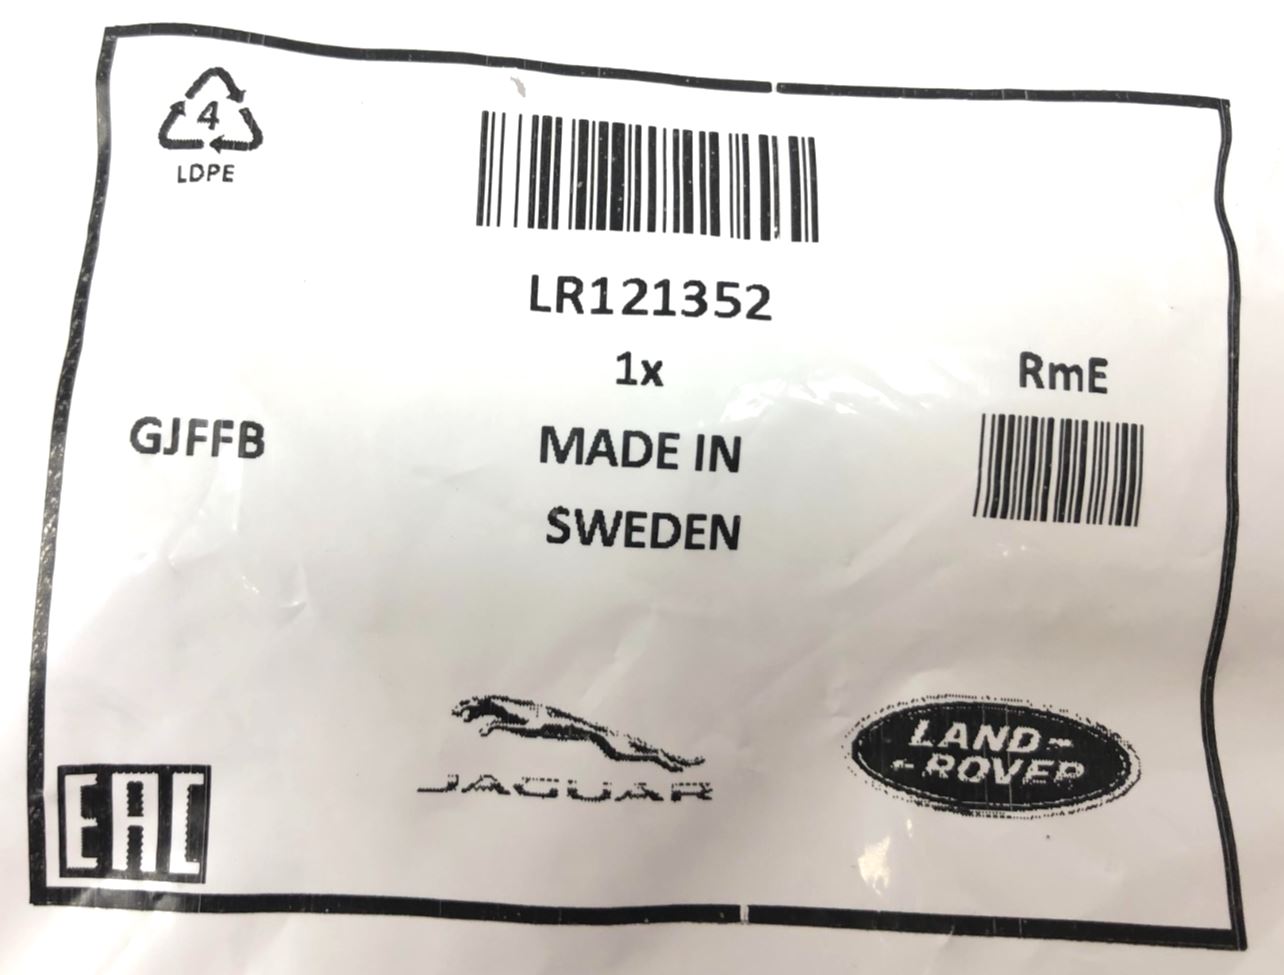 4
LDPE
LR121352
1x
RmE
GJFFB
MADE IN
SWEDEN
JAGUAR
LAND-
-ROVER
EAC